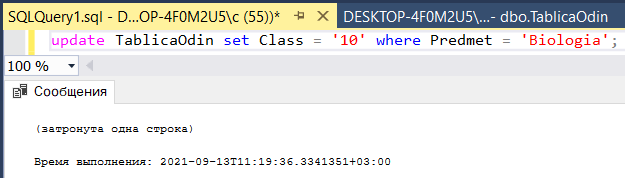 SQLQuery1.sql - D...OP-4F0M2U5\c (55))*
DESKTOP-4F0M2U5\...- dbo.TablicaOdin
update TablicaOdin set Class = '10' where Predmet = 'Biologia';
100 %
Сообщения
(затронута одна строка)
Время выполнения: 2021-09-13T11:19:36.3341351+03:00